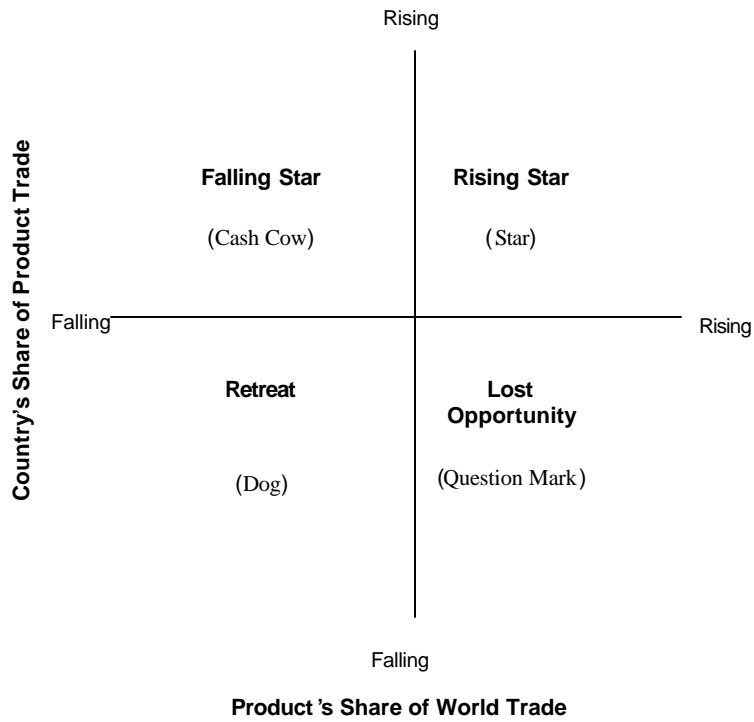 Rising
Country's Share of Product Trade
Falling Star
Rising Star
(Cash Cow)
(Star)
Falling
Rising
Retreat
Lost
Opportunity
(Dog)
(Question Mark)
Falling
Product's Share of World Trade